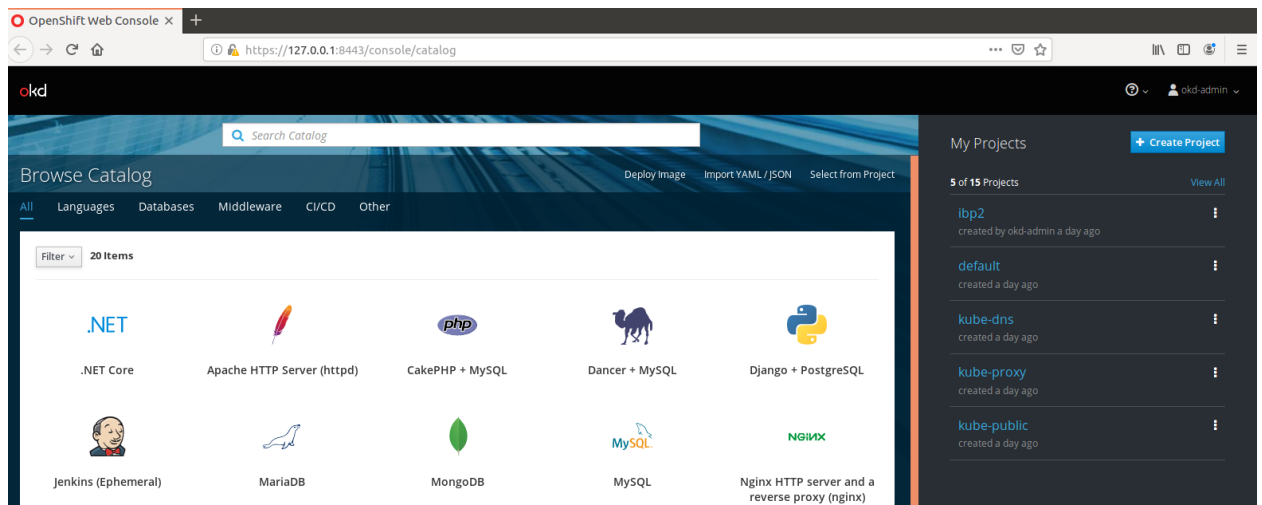 OpenShift Web Console × +
https://127.0.0.1:8443/console/catalog
okd
okd-admin
Search Catalog
Browse Catalog
Deploy Image Import YAML / JSON Select from Project
All Languages Databases Middleware CI/CD Other
Filter 20 Items
.NET
php
.NET Core Apache HTTP Server (httpd) CakePHP + MySQL Dancer + MySQL Django + PostgreSQL
MySQL
NGINX
Jenkins (Ephemeral) MariaDB MongoDB MySQL Nginx HTTP server and a
reverse proxy (nginx)
My Projects + Create Project
5 of 15 Projects View All
ibp2
created by okd-admin a day ago
default
created a day ago
kube-dns
created a day ago
kube-proxy
created a day ago
kube-public
created a day ago